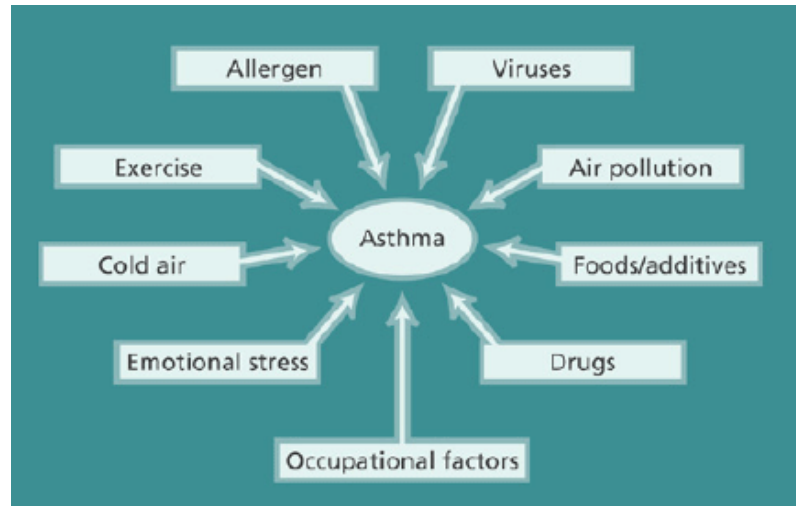 Allergen
Viruses
Exercise
Air pollution
Asthma
Cold air
Foods/additives
Emotional stress
Drugs
Occupational factors